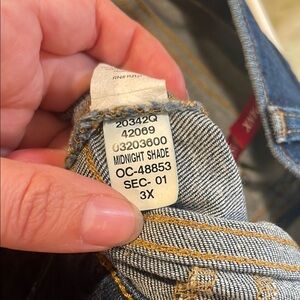 20342Q
42069
03203600
MIDNIGHT SHADE
OC-48853
SEC- 01
3X